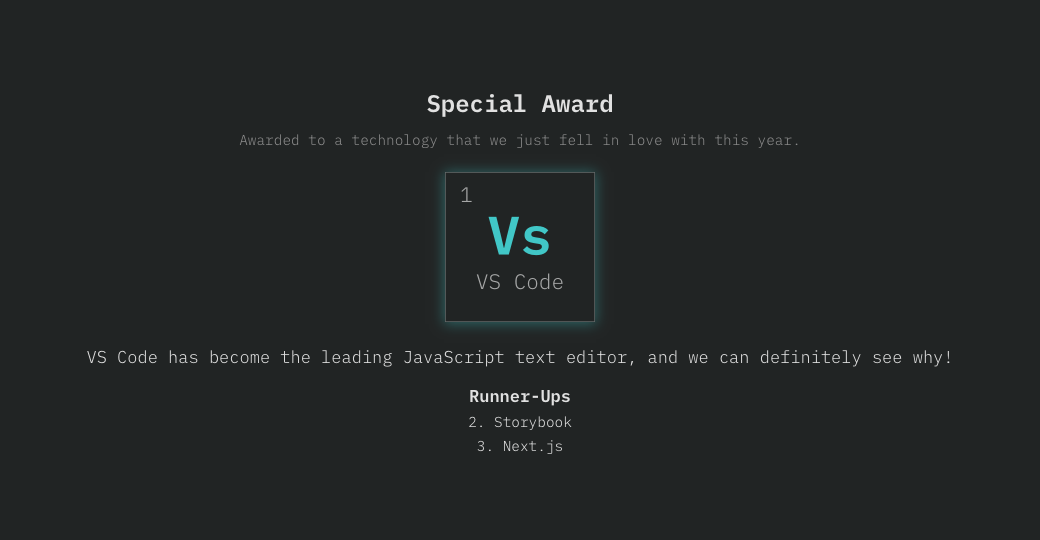 Special Award
Awarded to a technology that we just fell in love with this year.
1
Vs
VS Code
VS Code has become the leading JavaScript text editor, and we can definitely see why!
Runner-Ups
2. Storybook
3. Next.js